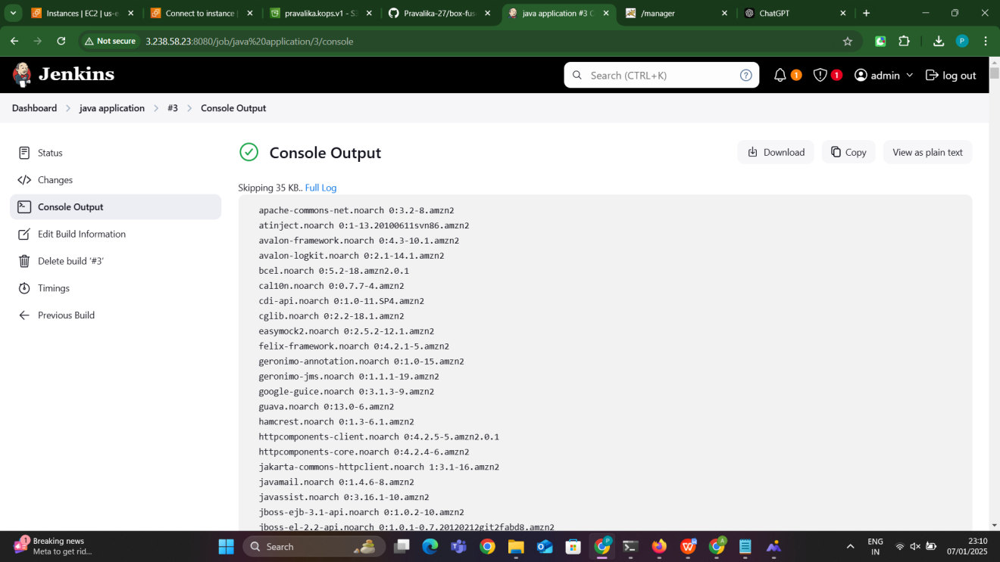 Instances | EC2 | us-e
Connect to instance |
pravalika.kops.v1 - S3
Pravalika-27/box-fus
java application #3 C
/manager
ChatGPT
Not secure
3.238.58.23:8080/job/java%20application/3/console
P
Jenkins
Search (CTRL+K)
?
1
1
admin
log out
Dashboard
java application
#3
Console Output
Status
Changes
Console Output
Edit Build Information
Delete build ‘#3’
Timings
Previous Build
Console Output
Download
Copy
View as plain text
Skipping 35 KB.. Full Log
apache-commons-net.noarch 0:3.2-8.amzn2
atinject.noarch 0:1-13.20100611svn86.amzn2
avalon-framework.noarch 0:4.3-10.1.amzn2
avalon-logkit.noarch 0:2.1-14.1.amzn2
bcel.noarch 0:5.2-18.amzn2.0.1
cal10n.noarch 0:0.7.7-4.amzn2
cdi-api.noarch 0:1.0-11.SP4.amzn2
cglib.noarch 0:2.2-18.1.amzn2
easymock2.noarch 0:2.5.2-12.1.amzn2
felix-framework.noarch 0:4.2.1-5.amzn2
geronimo-annotation.noarch 0:1.0-15.amzn2
geronimo-jms.noarch 0:1.1.1-19.amzn2
google-guice.noarch 0:3.1.3-9.amzn2
guava.noarch 0:13.0-6.amzn2
hamcrest.noarch 0:1.3-6.1.amzn2
httpcomponents-client.noarch 0:4.2.5-5.amzn2.0.1
httpcomponents-core.noarch 0:4.2.4-6.amzn2
jakarta-commons-httpclient.noarch 1:3.1-16.amzn2
javamail.noarch 0:1.4.6-8.amzn2
javassist.noarch 0:3.16.1-10.amzn2
jboss-ejb-3.1-api.noarch 0:1.0.2-10.amzn2
jboss-el-2.2-api.noarch 0:1.0.1-0.7.20120212git2fabd8.amzn2
1
Breaking news
Meta to get rid...
Search
ENG
IN
23:10
07/01/2025